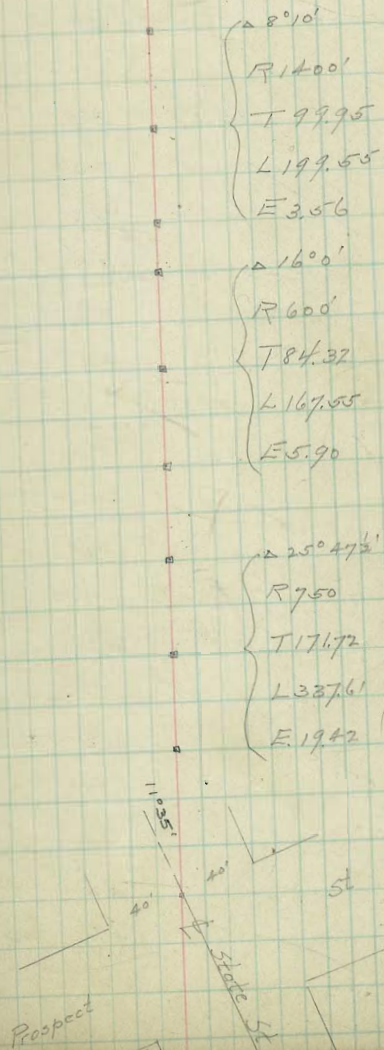 Δ 8°10'
R 1400'
T 99.95
L 199.55
E 3.56
Δ 16°0'
R 600'
T 84.32
L 167.55
E 5.90
Δ 25°47½'
R 750
T 171.72
L 337.61
E. 19.42
11°35'
40'
40'
St
State St
Prospect